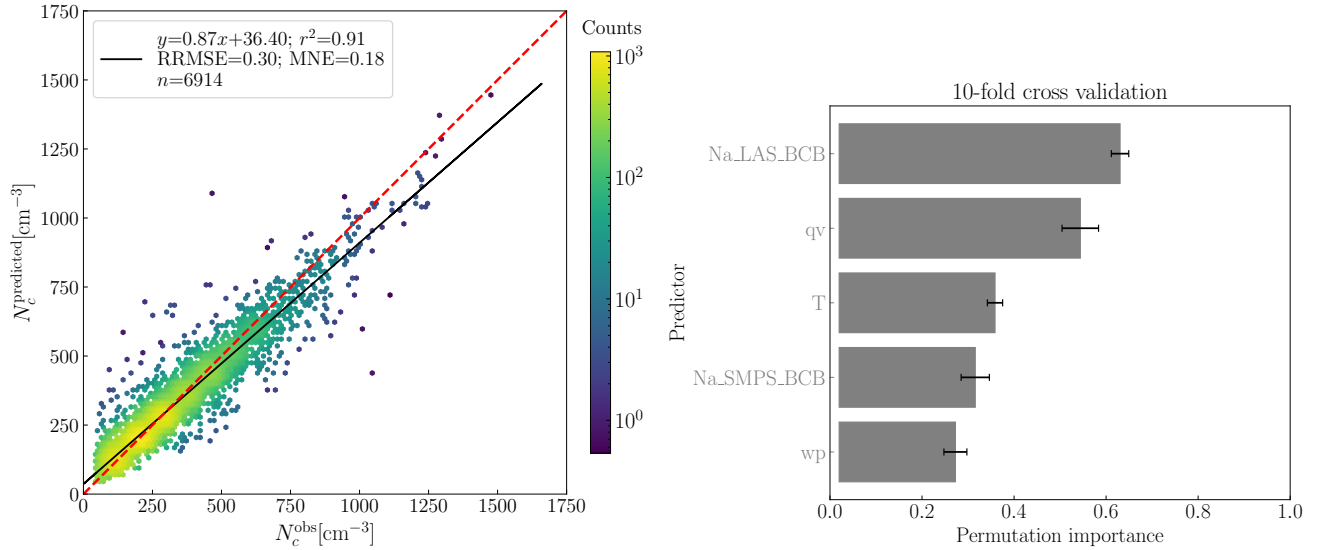 y=0.87x+36.40; r²=0.91
RRMSE=0.30; MNE=0.18
n=6914
1750
1500
1250
1000
750
500
250
0
N_c^predicted[cm⁻³]
0 250 500 750 1000 1250 1500 1750
N_c^obs[cm⁻³]
Counts
10³
10²
10¹
10⁰
10-fold cross validation
Predictor
Na_LAS_BCB
qv
T
Na_SMPS_BCB
wp
0.0 0.2 0.4 0.6 0.8 1.0
Permutation importance